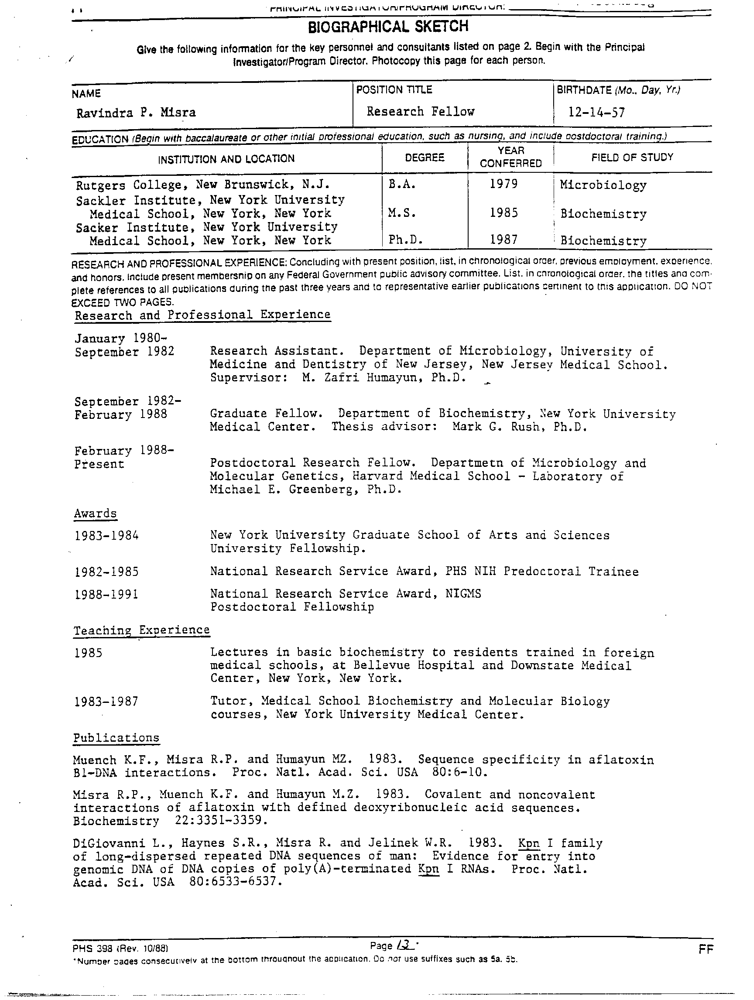 PRINCIPAL INVESTIGATOR/PROGRAM DIRECTOR:
BIOGRAPHICAL SKETCH
Give the following information for the key personnel and consultants listed on page 2. Begin with the Principal
Investigator/Program Director. Photocopy this page for each person.
NAME POSITION TITLE BIRTHDATE (Mo., Day, Yr.)
Ravindra P. Misra Research Fellow 12-14-57
EDUCATION (Begin with baccalaureate or other initial professional education, such as nursing, and include postdoctoral training.)
INSTITUTION AND LOCATION DEGREE YEAR CONFERRED FIELD OF STUDY
Rutgers College, New Brunswick, N.J. B.A. 1979 Microbiology
Sackler Institute, New York University
Medical School, New York, New York M.S. 1985 Biochemistry
Sacker Institute, New York University
Medical School, New York, New York Ph.D. 1987 Biochemistry
RESEARCH AND PROFESSIONAL EXPERIENCE: Concluding with present position, list, in chronological order, previous employment, experience,
and honors. Include present membership on any Federal Government public advisory committee. List, in chronological order, the titles and com-
plete references to all publications during the past three years and to representative earlier publications pertinent to this application. DO NOT
EXCEED TWO PAGES.
Research and Professional Experience
January 1980-
September 1982 Research Assistant. Department of Microbiology, University of
Medicine and Dentistry of New Jersey, New Jersey Medical School.
Supervisor: M. Zafri Humayun, Ph.D.
September 1982-
February 1988 Graduate Fellow. Department of Biochemistry, New York University
Medical Center. Thesis advisor: Mark G. Rush, Ph.D.
February 1988-
Present Postdoctoral Research Fellow. Departmetn of Microbiology and
Molecular Genetics, Harvard Medical School - Laboratory of
Michael E. Greenberg, Ph.D.
Awards
1983-1984 New York University Graduate School of Arts and Sciences
University Fellowship.
1982-1985 National Research Service Award, PHS NIH Predoctoral Trainee
1988-1991 National Research Service Award, NIGMS
Postdoctoral Fellowship
Teaching Experience
1985 Lectures in basic biochemistry to residents trained in foreign
medical schools, at Bellevue Hospital and Downstate Medical
Center, New York, New York.
1983-1987 Tutor, Medical School Biochemistry and Molecular Biology
courses, New York University Medical Center.
Publications
Muench K.F., Misra R.P. and Humayun MZ. 1983. Sequence specificity in aflatoxin
B1-DNA interactions. Proc. Natl. Acad. Sci. USA 80:6-10.
Misra R.P., Muench K.F. and Humayun M.Z. 1983. Covalent and noncovalent
interactions of aflatoxin with defined deoxyribonucleic acid sequences.
Biochemistry 22:3351-3359.
DiGiovanni L., Haynes S.R., Misra R. and Jelinek W.R. 1983. Kpn I family
of long-dispersed repeated DNA sequences of man: Evidence for entry into
genomic DNA of DNA copies of poly(A)-terminated Kpn I RNAs. Proc. Natl.
Acad. Sci. USA 80:6533-6537.
PHS 398 (Rev. 10/88) Page 13 * FF
*Number pages consecutively at the bottom throughout the application. Do not use suffixes such as 5a, 5b.